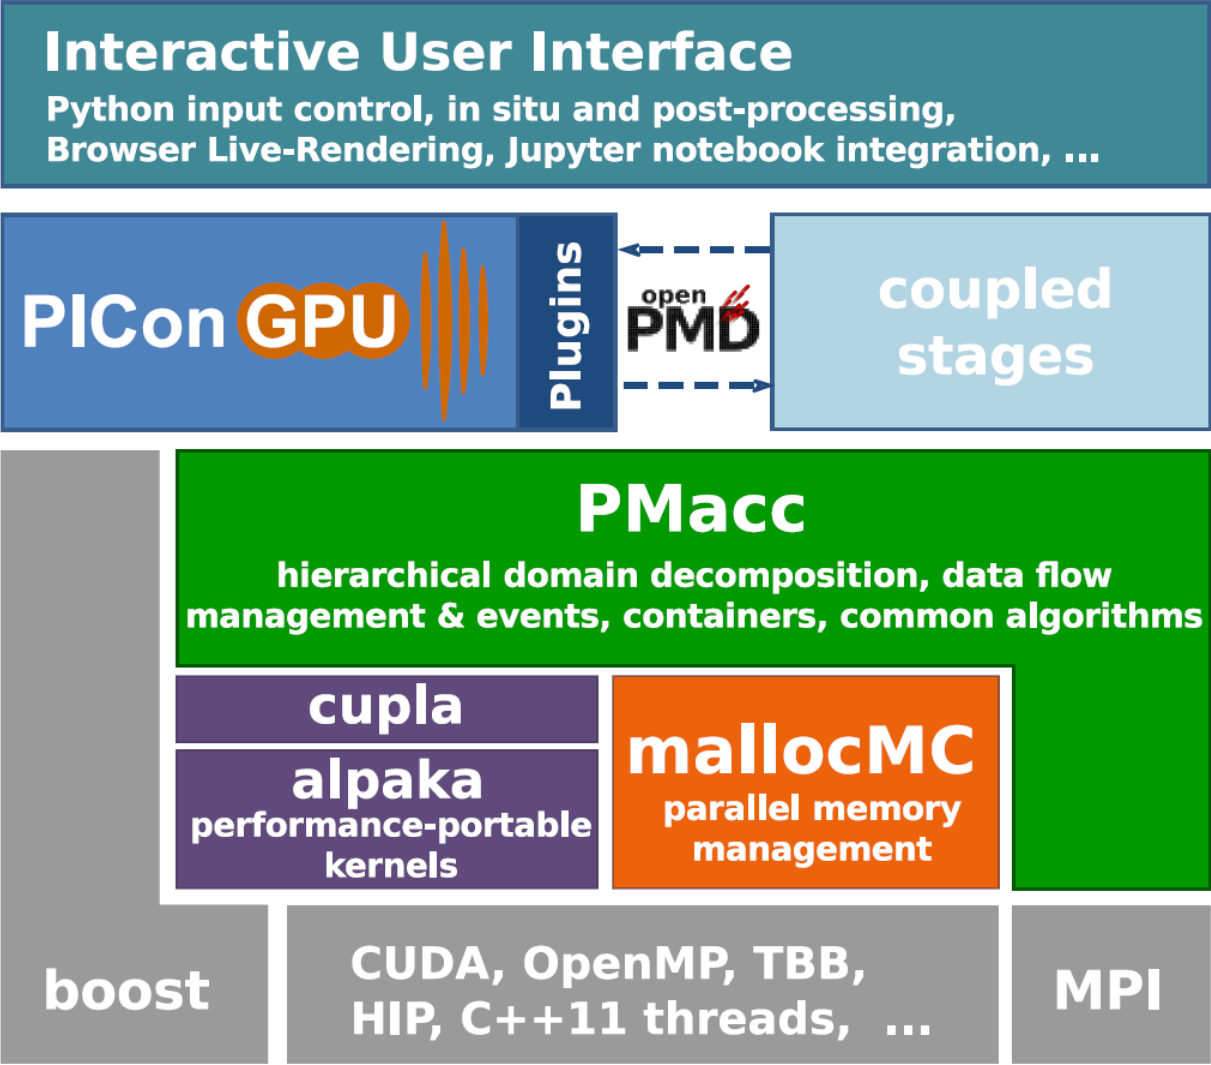 Interactive User Interface
Python input control, in situ and post-processing,
Browser Live-Rendering, Jupyter notebook integration, ...
PICon GPU
Plugins
open
PMD
coupled
stages
PMacc
hierarchical domain decomposition, data flow
management & events, containers, common algorithms
cupla
alpaka
performance-portable
kernels
mallocMC
parallel memory
management
boost
CUDA, OpenMP, TBB,
HIP, C++11 threads, ...
MPI